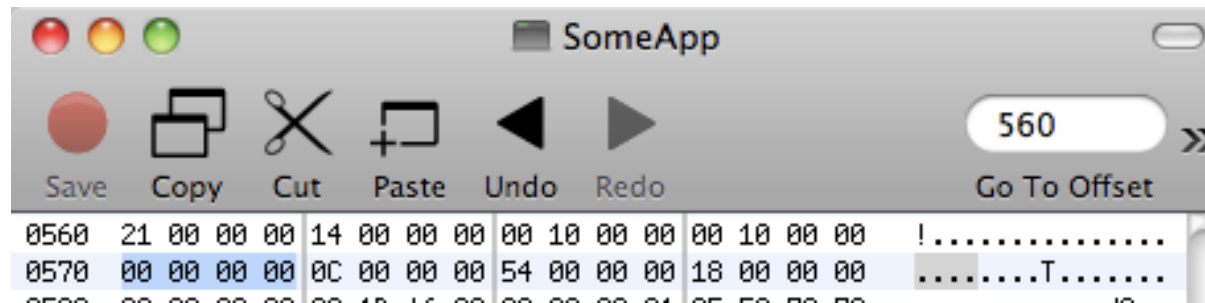 SomeApp
560
Save Copy Cut Paste Undo Redo Go To Offset
0560 21 00 00 00 14 00 00 00 00 10 00 00 00 10 00 00 !...............
0570 00 00 00 00 0C 00 00 00 54 00 00 00 18 00 00 00 ........T.......